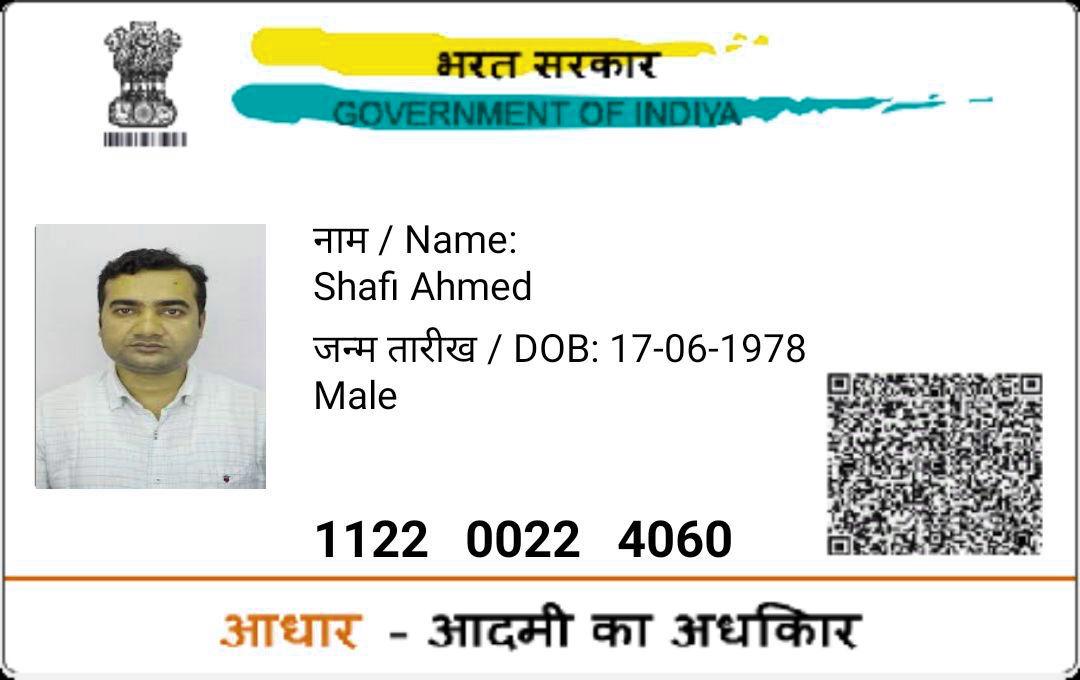 भरत सरकार
GOVERNMENT OF INDIYA
नाम / Name:
Shafi Ahmed
जन्म तारीख / DOB: 17-06-1978
Male
1122 0022 4060
आधार - आदमी का अधकिार